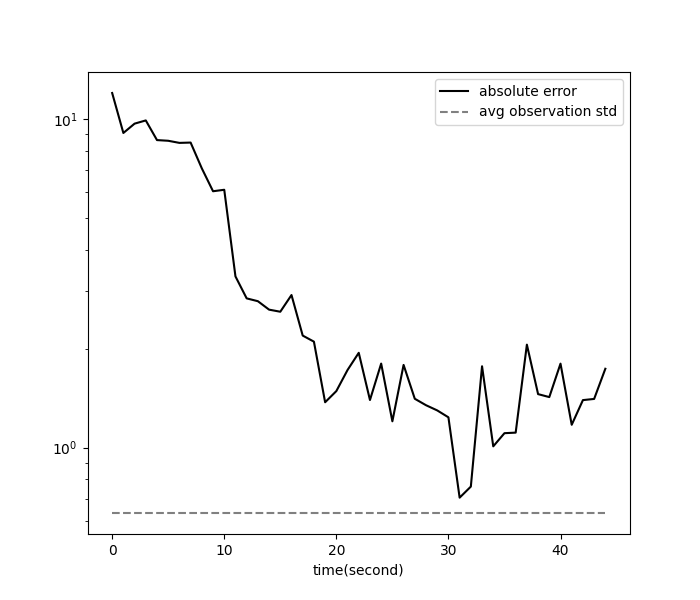 absolute error
avg observation std
10¹
10⁰
0 10 20 30 40
time(second)